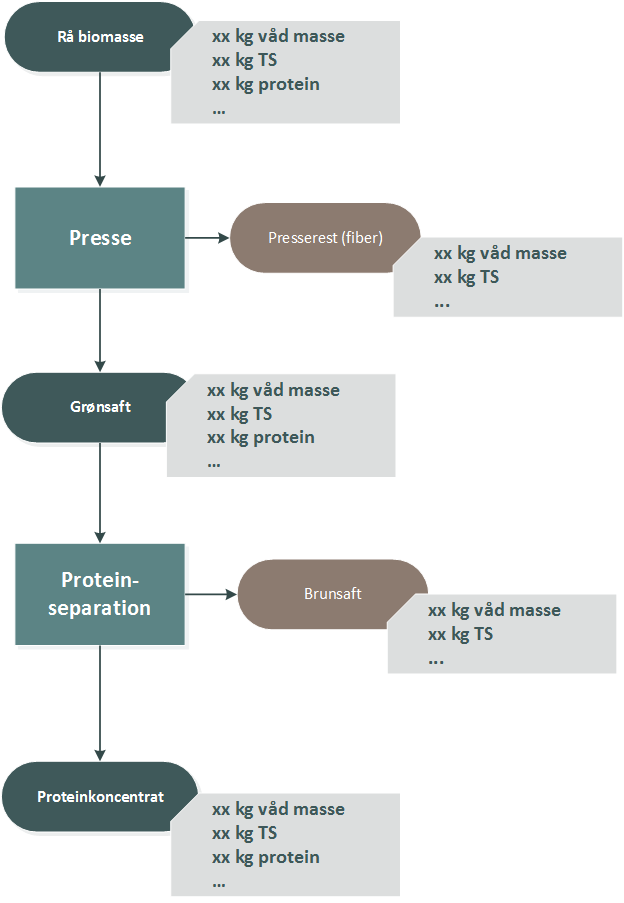 Rå biomasse
xx kg våd masse
xx kg TS
xx kg protein
...
Presse
Presserest (fiber)
xx kg våd masse
xx kg TS
...
Grønsaft
xx kg våd masse
xx kg TS
xx kg protein
...
Protein-
separation
Brunsaft
xx kg våd masse
xx kg TS
...
Proteinkoncentrat
xx kg våd masse
xx kg TS
xx kg protein
...